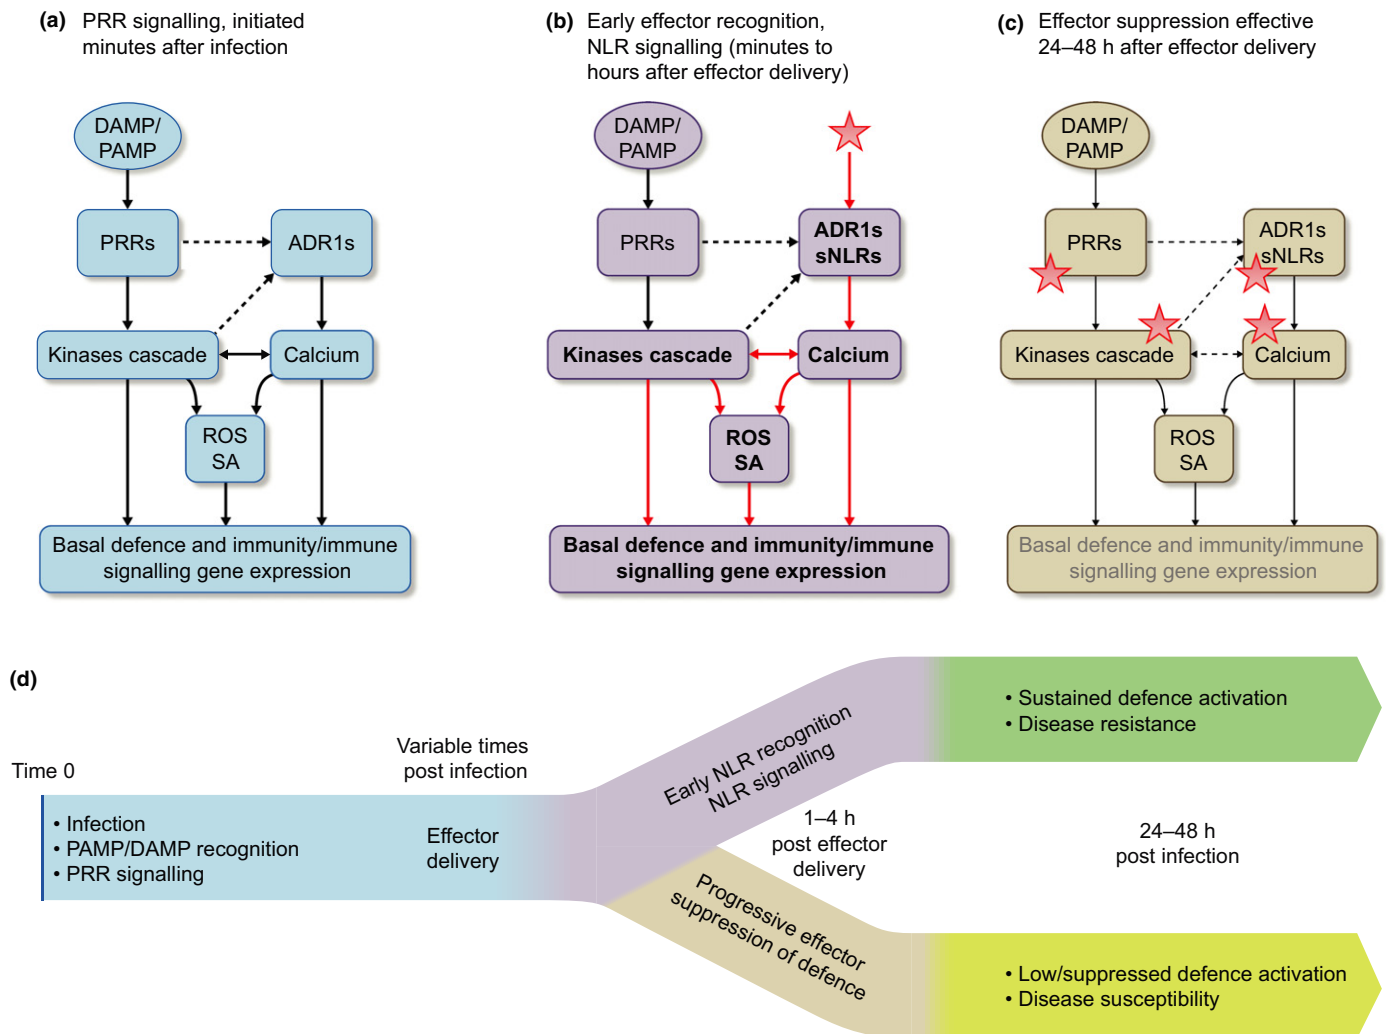 (a) PRR signalling, initiated
minutes after infection
DAMP/
PAMP
PRRs
ADR1s
Kinases cascade
Calcium
ROS
SA
Basal defence and immunity/immune
signalling gene expression
(b) Early effector recognition,
NLR signalling (minutes to
hours after effector delivery)
DAMP/
PAMP
PRRs
ADR1s
sNLRs
Kinases cascade
Calcium
ROS
SA
Basal defence and immunity/immune
signalling gene expression
(c) Effector suppression effective
24–48 h after effector delivery
DAMP/
PAMP
PRRs
ADR1s
sNLRs
Kinases cascade
Calcium
ROS
SA
Basal defence and immunity/immune
signalling gene expression
(d)
Time 0
• Infection
• PAMP/DAMP recognition
• PRR signalling
Variable times
post infection
Effector
delivery
Early NLR recognition
NLR signalling
Progressive effector
suppression of defence
1–4 h
post effector
delivery
• Sustained defence activation
• Disease resistance
24–48 h
post infection
• Low/suppressed defence activation
• Disease susceptibility